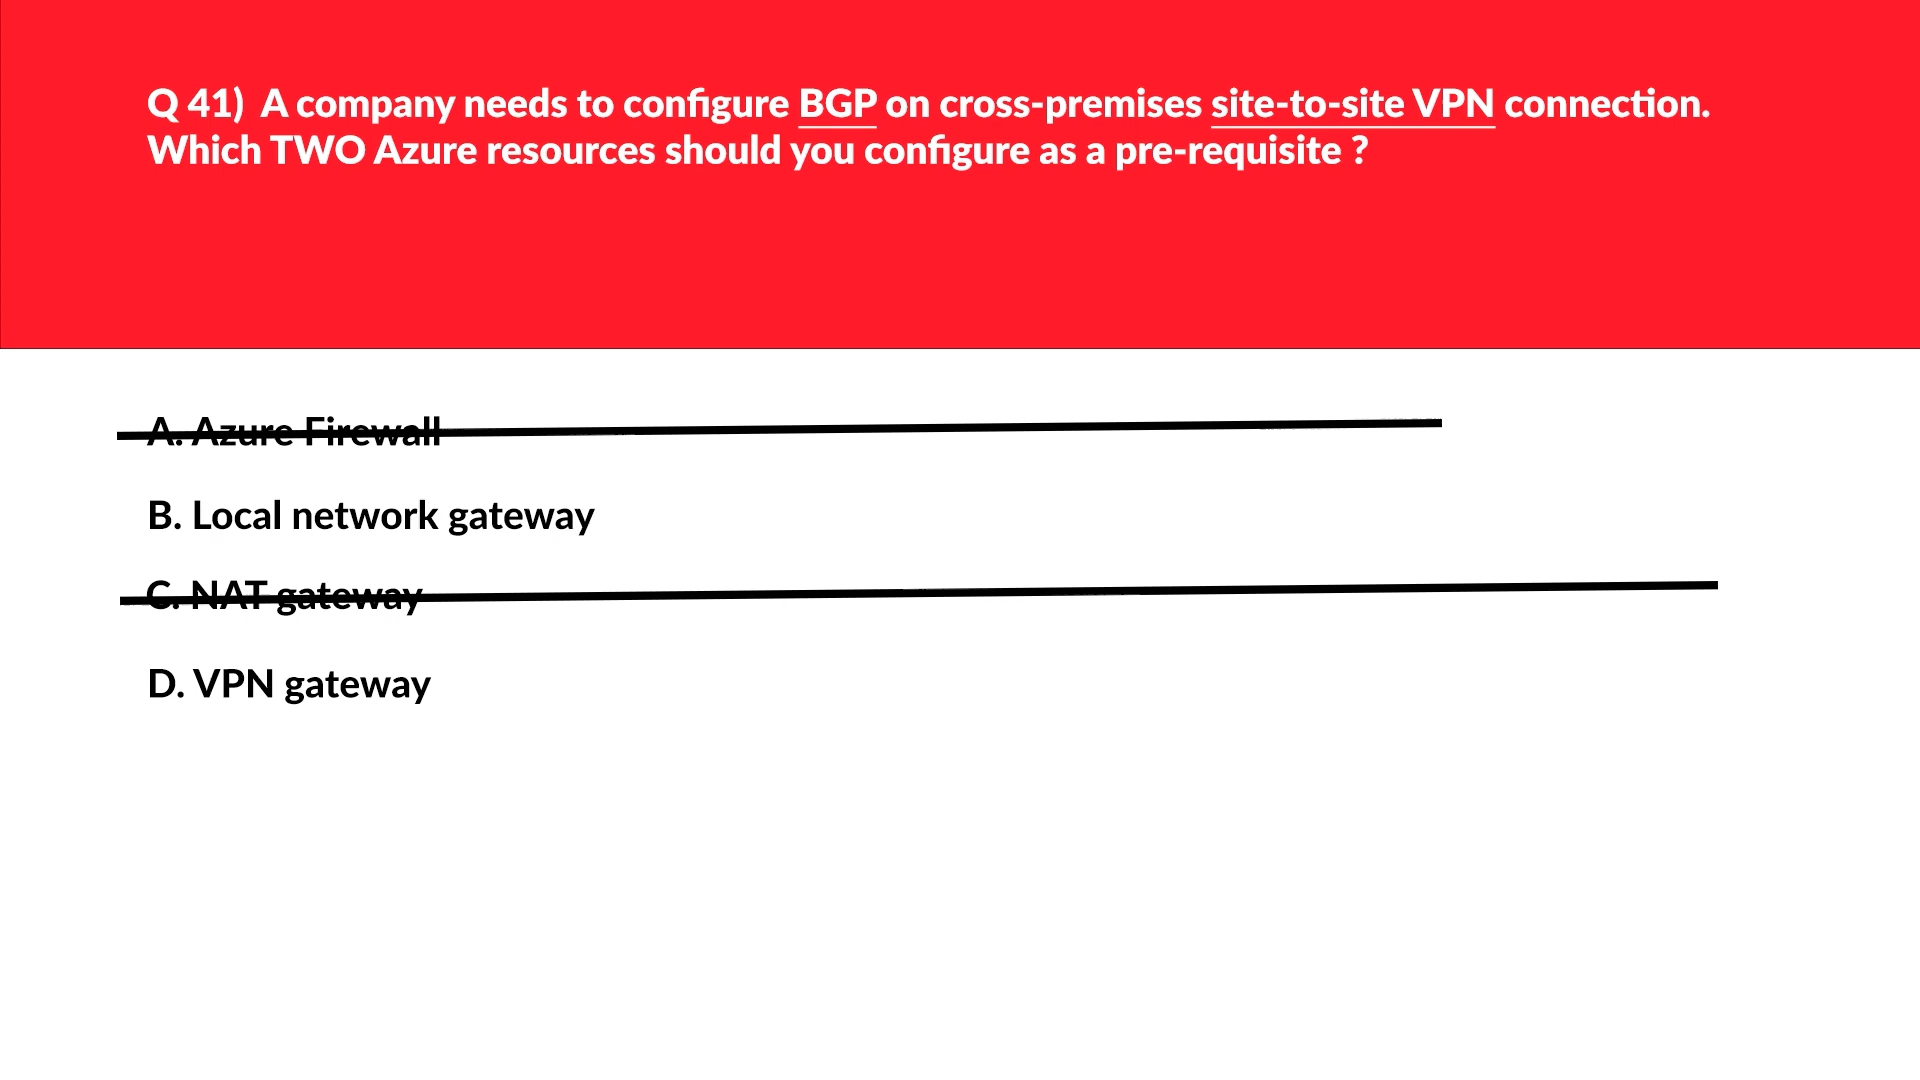 Q 41) A company needs to configure BGP on cross-premises site-to-site VPN connection.
Which TWO Azure resources should you configure as a pre-requisite ?
A. Azure Firewall
B. Local network gateway
C. NAT gateway
D. VPN gateway